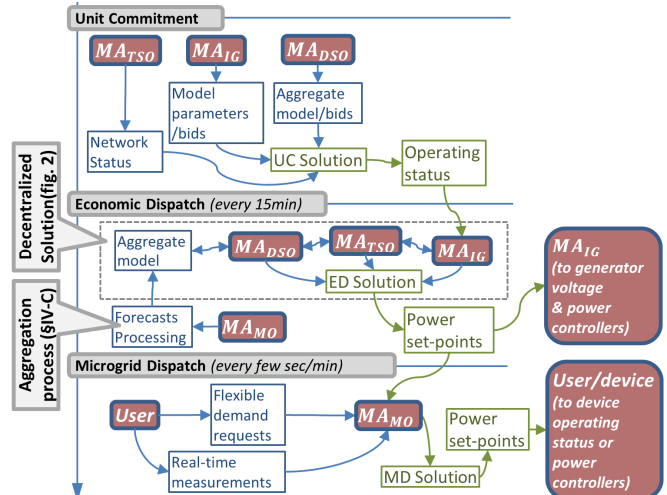 Unit Commitment
MA_TSO
MA_IG
MA_DSO
Model
parameters
/bids
Aggregate
model/bids
Network
Status
UC Solution
Operating
status
Decentralized
Solution(fig. 2)
Economic Dispatch (every 15min)
Aggregate
model
MA_DSO
MA_TSO
MA_IG
ED Solution
MA_IG
(to generator
voltage
& power
controllers)
Aggregation
process (§IV-C)
Forecasts
Processing
MA_MO
Power
set-points
Microgrid Dispatch (every few sec/min)
User
Flexible
demand
requests
MA_MO
Power
set-points
User/device
(to device
operating
status or
power
controllers)
Real-time
measurements
MD Solution